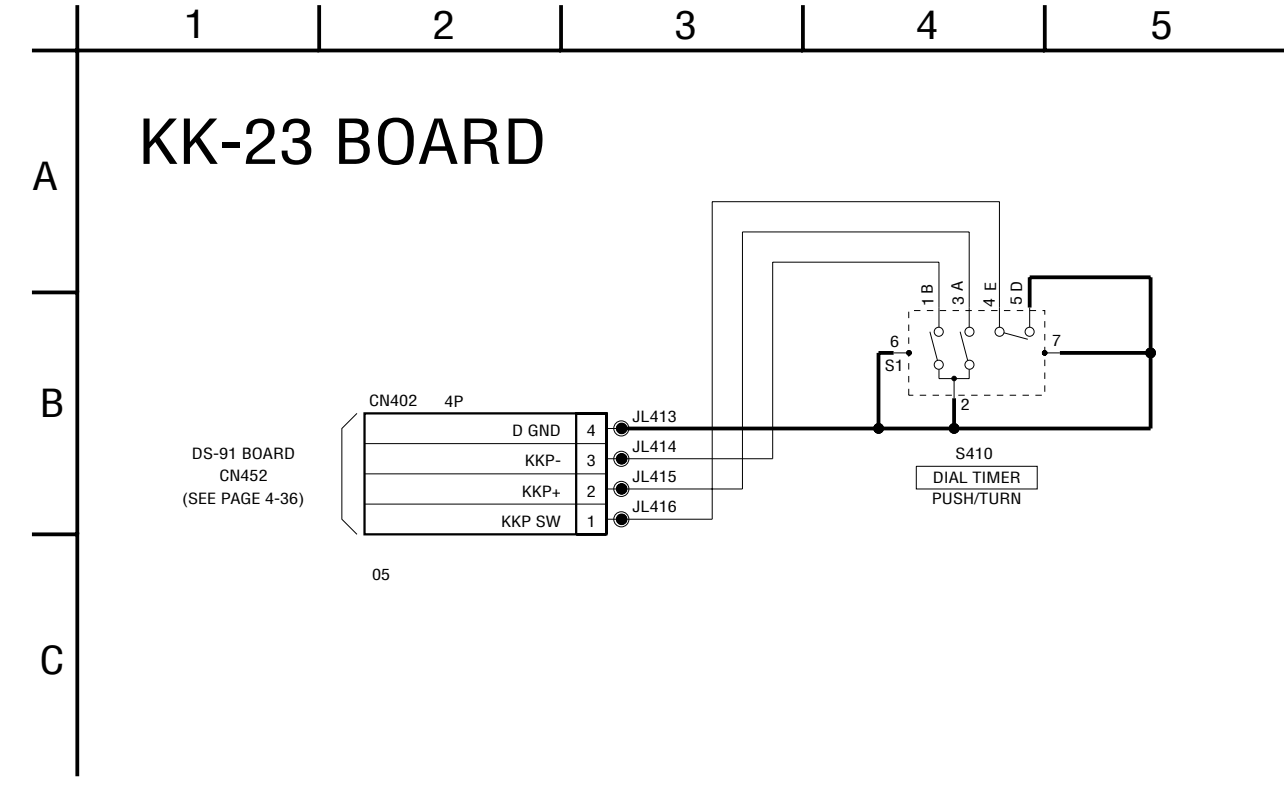 1 2 3 4 5
A
KK-23 BOARD
1 B
3 A
4 E
5 D
6
S1
7
2
B
CN402 4P
D GND 4 JL413
KKP- 3 JL414
KKP+ 2 JL415
KKP SW 1 JL416
DS-91 BOARD
CN452
(SEE PAGE 4-36)
S410
DIAL TIMER
PUSH/TURN
05
C